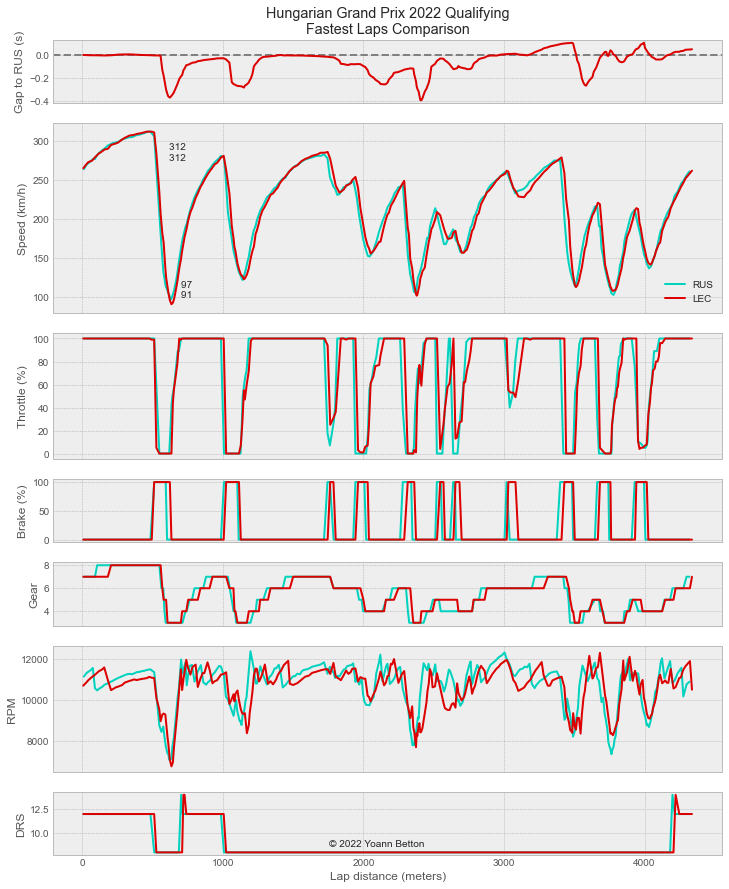 Hungarian Grand Prix 2022 Qualifying
Fastest Laps Comparison
Gap to RUS (s)
0.0
−0.2
−0.4
Speed (km/h)
300
250
200
150
100
312
312
97
91
RUS
LEC
Throttle (%)
100
80
60
40
20
0
Brake (%)
100
50
0
Gear
8
6
4
RPM
12000
10000
8000
DRS
12.5
10.0
© 2022 Yoann Betton
0 1000 2000 3000 4000
Lap distance (meters)